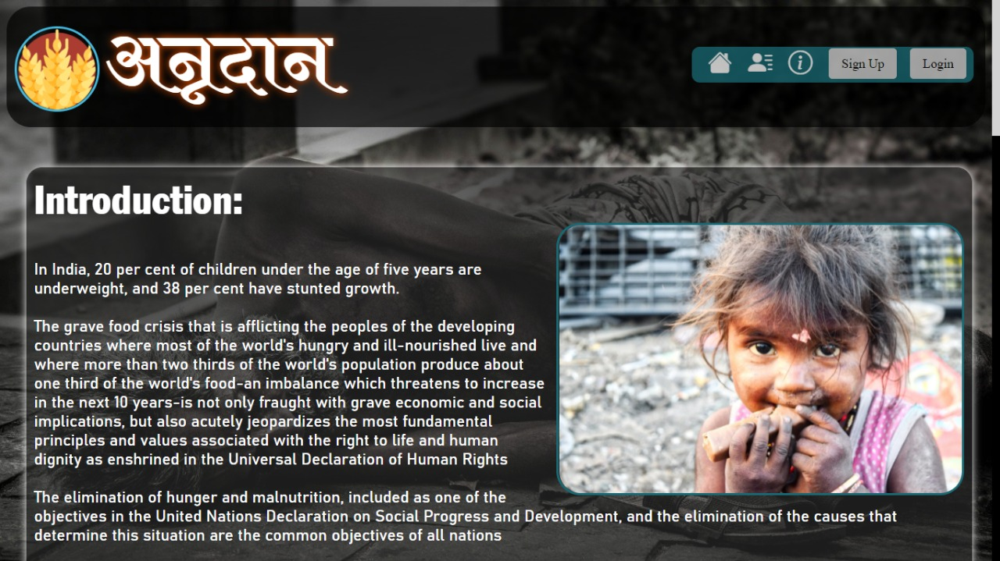 अनृदान
Sign Up
Login
Introduction:
In India, 20 per cent of children under the age of five years are
underweight, and 38 per cent have stunted growth.
The grave food crisis that is afflicting the peoples of the developing
countries where most of the world's hungry and ill-nourished live and
where more than two thirds of the world's population produce about
one third of the world's food-an imbalance which threatens to increase
in the next 10 years-is not only fraught with grave economic and social
implications, but also acutely jeopardizes the most fundamental
principles and values associated with the right to life and human
dignity as enshrined in the Universal Declaration of Human Rights
The elimination of hunger and malnutrition, included as one of the
objectives in the United Nations Declaration on Social Progress and Development, and the elimination of the causes that
determine this situation are the common objectives of all nations